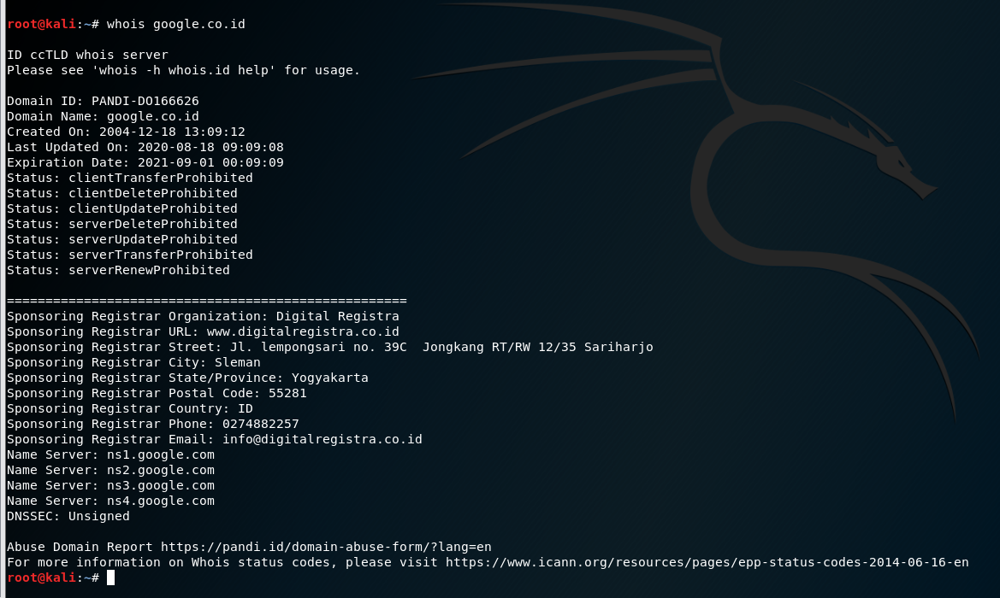 root@kali:~# whois google.co.id
ID ccTLD whois server
Please see 'whois -h whois.id help' for usage.
Domain ID: PANDI-DO166626
Domain Name: google.co.id
Created On: 2004-12-18 13:09:12
Last Updated On: 2020-08-18 09:09:08
Expiration Date: 2021-09-01 00:09:09
Status: clientTransferProhibited
Status: clientDeleteProhibited
Status: clientUpdateProhibited
Status: serverDeleteProhibited
Status: serverUpdateProhibited
Status: serverTransferProhibited
Status: serverRenewProhibited
====================================================
Sponsoring Registrar Organization: Digital Registra
Sponsoring Registrar URL: www.digitalregistra.co.id
Sponsoring Registrar Street: Jl. lempongsari no. 39C  Jongkang RT/RW 12/35 Sariharjo
Sponsoring Registrar City: Sleman
Sponsoring Registrar State/Province: Yogyakarta
Sponsoring Registrar Postal Code: 55281
Sponsoring Registrar Country: ID
Sponsoring Registrar Phone: 0274882257
Sponsoring Registrar Email: info@digitalregistra.co.id
Name Server: ns1.google.com
Name Server: ns2.google.com
Name Server: ns3.google.com
Name Server: ns4.google.com
DNSSEC: Unsigned
Abuse Domain Report https://pandi.id/domain-abuse-form/?lang=en
For more information on Whois status codes, please visit https://www.icann.org/resources/pages/epp-status-codes-2014-06-16-en
root@kali:~#